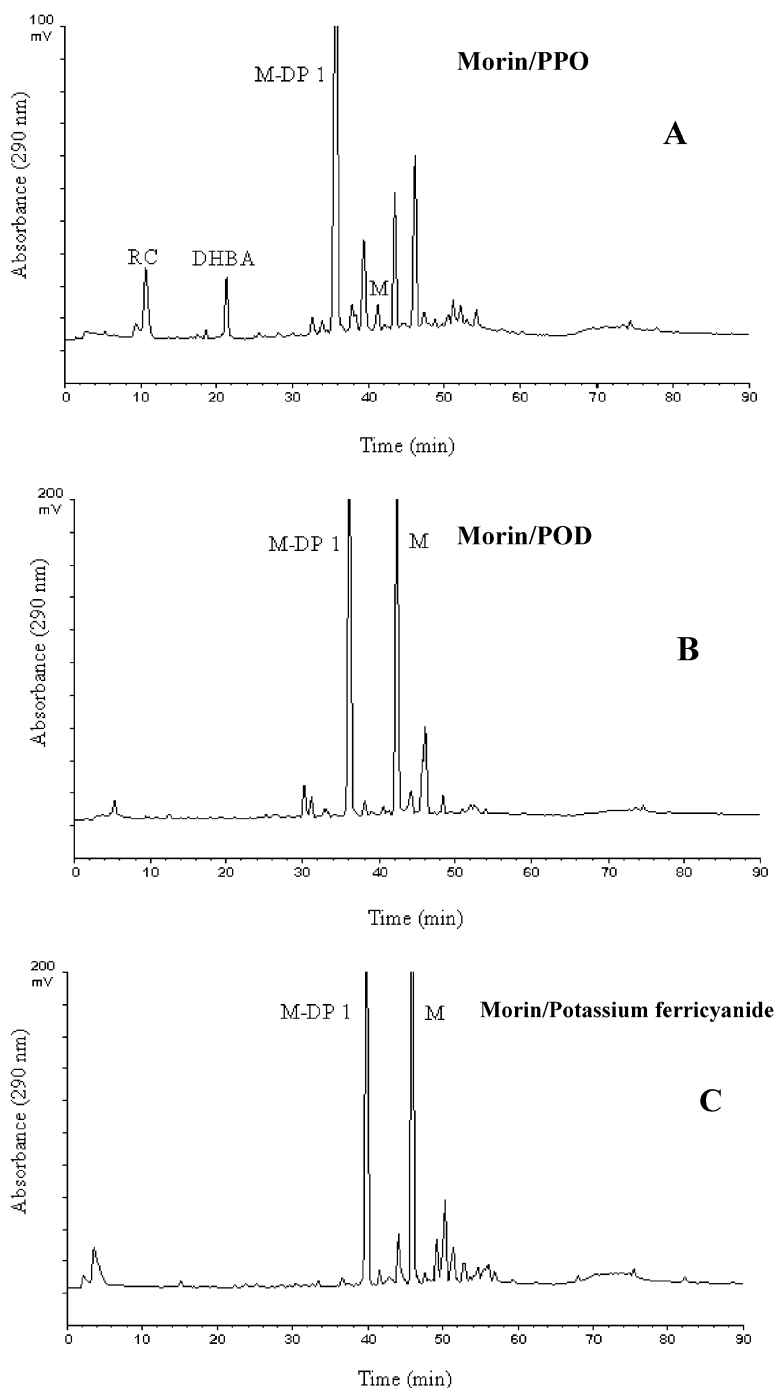 100
mV
Absorbance (290 nm)
M-DP 1
Morin/PPO
A
RC
DHBA
M
0 10 20 30 40 50 60 70 80 90
Time (min)
200
mV
Absorbance (290 nm)
M-DP 1
M
Morin/POD
B
0 10 20 30 40 50 60 70 80 90
Time (min)
200
mV
Absorbance (290 nm)
M-DP 1
M
Morin/Potassium ferricyanide
C
0 10 20 30 40 50 60 70 80 90
Time (min)